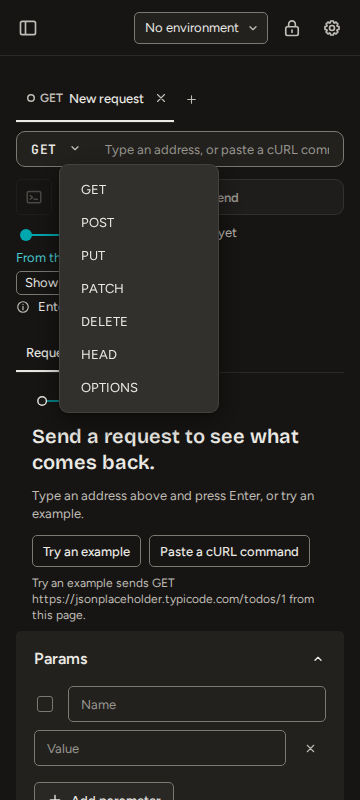 No environment
GET New request
GET Type an address, or paste a cURL comm
GET
POST
PUT
PATCH
DELETE
HEAD
OPTIONS
yet
From th
Show
Send a request to see what
comes back.
Type an address above and press Enter, or try an
example.
Try an example
Paste a cURL command
Try an example sends GET
https://jsonplaceholder.typicode.com/todos/1 from
this page.
Params
Name
Value
Add parameter